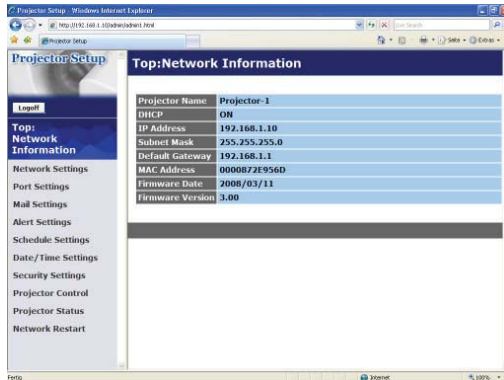 Projector Setup - Windows Internet Explorer
Projector Setup
Projector Setup
Logoff
Top:
Network
Information
Network Settings
Port Settings
Mail Settings
Alert Settings
Schedule Settings
Date/Time Settings
Security Settings
Projector Control
Projector Status
Network Restart
Top:Network Information
Projector Name Projector-1
DHCP ON
IP Address 192.168.1.10
Subnet Mask 255.255.255.0
Default Gateway 192.168.1.1
MAC Address 0000872E956D
Firmware Date 2008/03/11
Firmware Version 3.00
Fertig
Internet
100%